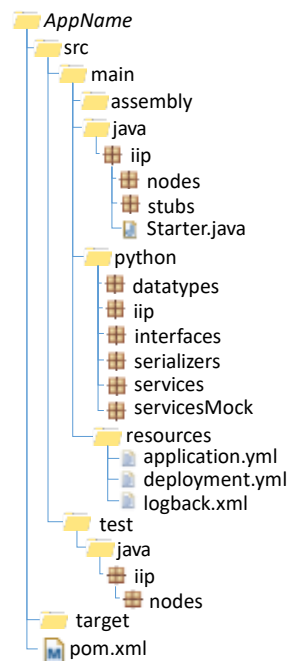 AppName
src
main
assembly
java
iip
nodes
stubs
Starter.java
python
datatypes
iip
interfaces
serializers
services
servicesMock
resources
application.yml
deployment.yml
logback.xml
test
java
iip
nodes
target
pom.xml